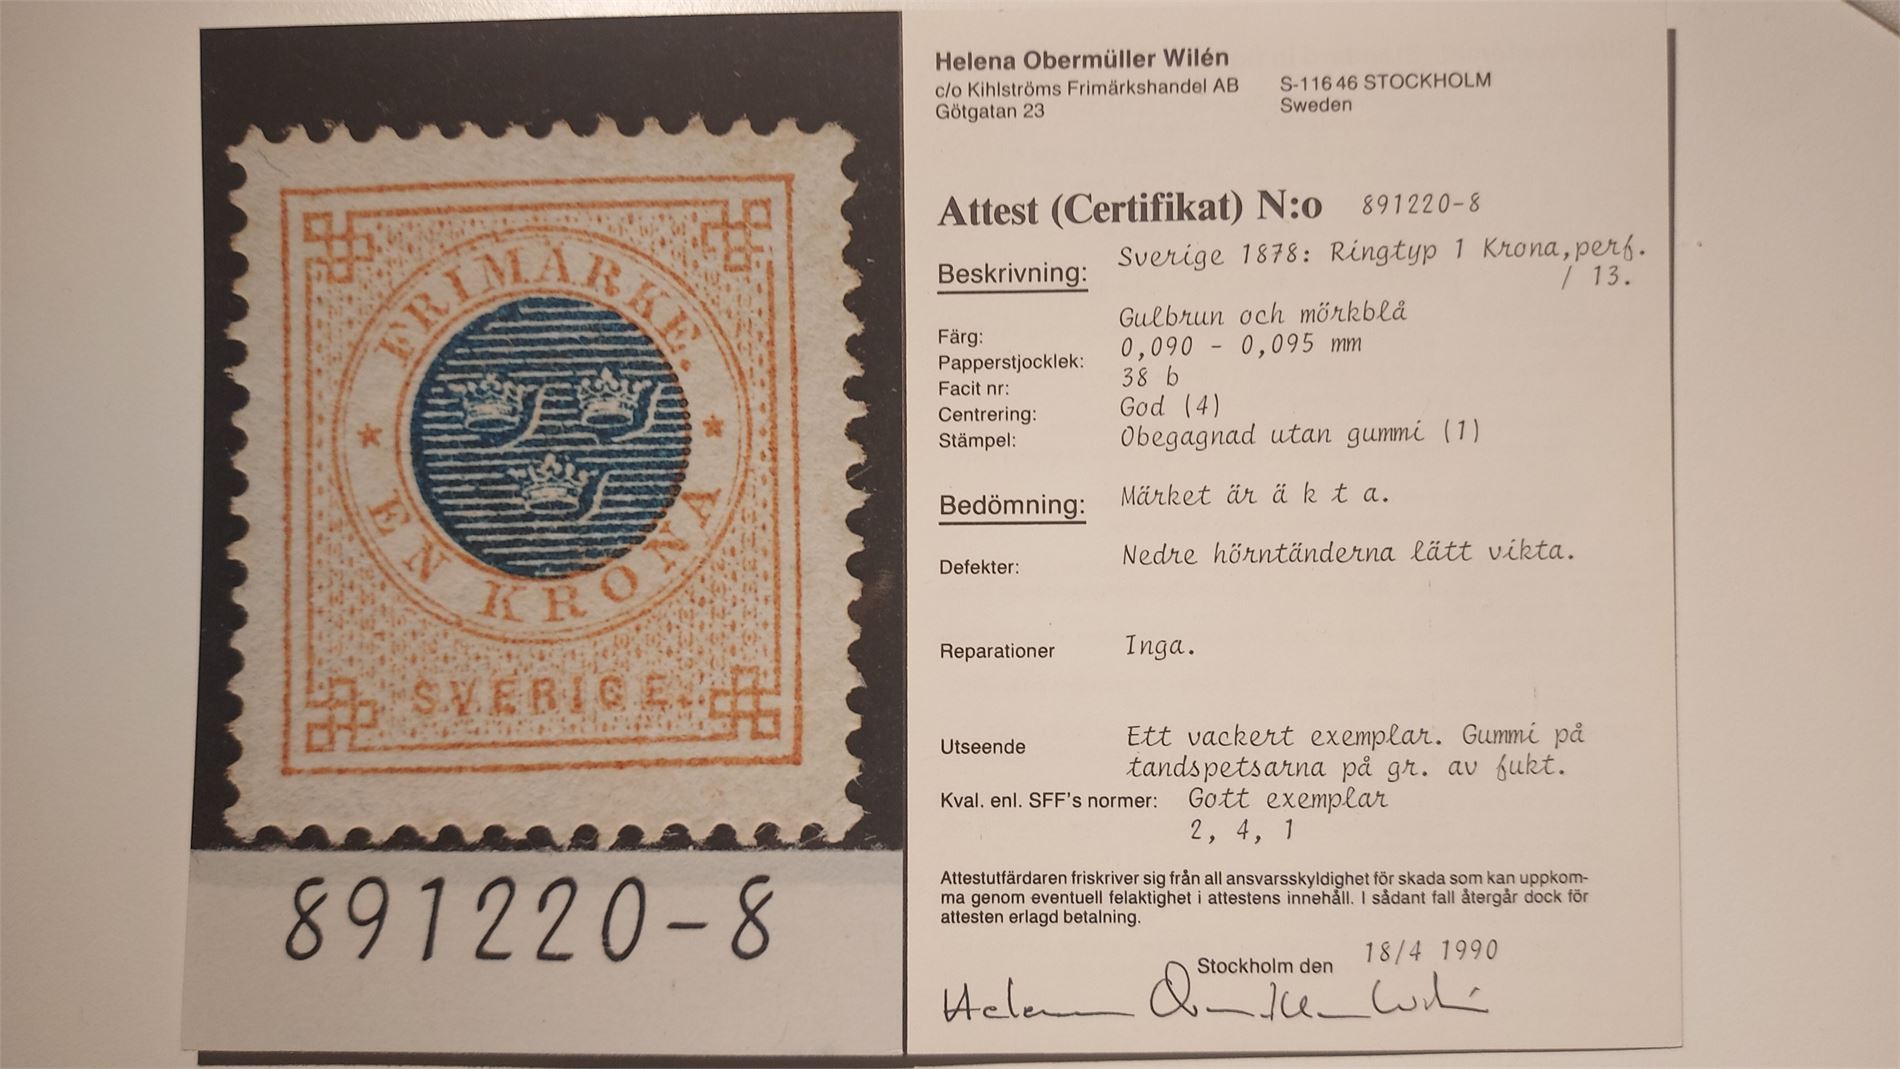 FRIMÄRKE.
EN KRONA
SVERIGE.
891220-8
Helena Obermüller Wilén
c/o Kihlströms Frimärkshandel AB
Götgatan 23
S-116 46 STOCKHOLM
Sweden
Attest (Certifikat) N:o 891220-8
Beskrivning: Sverige 1878: Ringtyp 1 Krona, perf.
/ 13.
Färg: Gulbrun och mörkblå
Papperstjocklek: 0,090 - 0,095 mm
Facit nr: 38 b
Centrering: God (4)
Stämpel: Obegagnad utan gummi (1)
Bedömning: Märket är ä k t a.
Defekter: Nedre hörntänderna lätt vikta.
Reparationer Inga.
Utseende Ett vackert exemplar. Gummi på
tandspetsarna på gr. av fukt.
Kval. enl. SFF's normer: Gott exemplar
2, 4, 1
Attestutfärdaren friskriver sig från all ansvarsskyldighet för skada som kan uppkom-
ma genom eventuell felaktighet i attestens innehåll. I sådant fall återgår dock för
attesten erlagd betalning.
Stockholm den 18/4 1990
Helena Obermüller Wilén